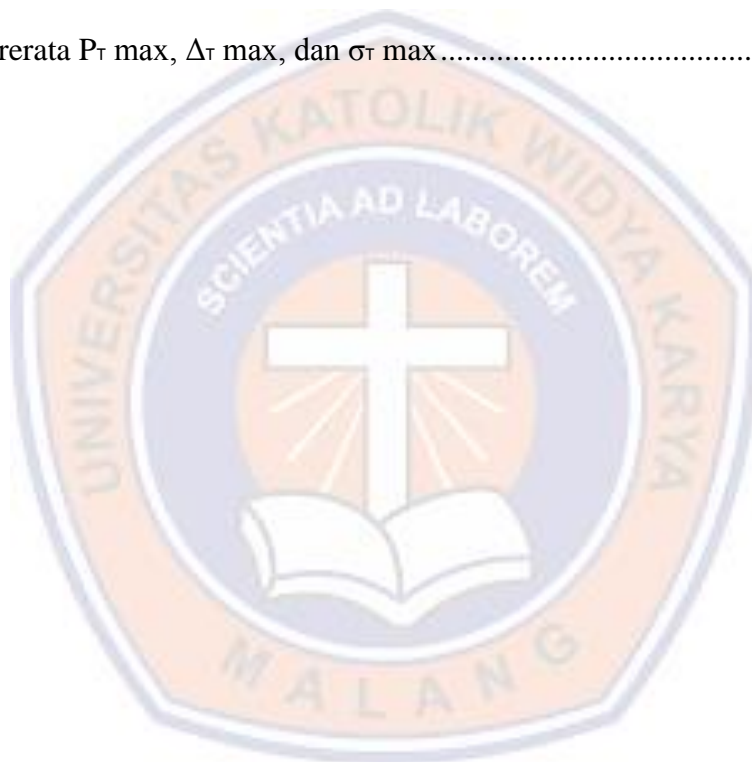 rerata Pᴛ max, Δᴛ max, dan σᴛ max.......................................
UNIVERSITAS KATOLIK WIDYA KARYA
SCIENTIA AD LABOREM
MALANG